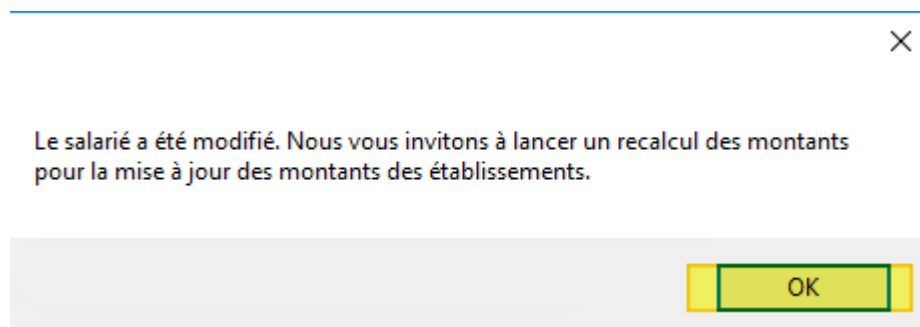 Le salarié a été modifié. Nous vous invitons à lancer un recalcul des montants
pour la mise à jour des montants des établissements.
OK